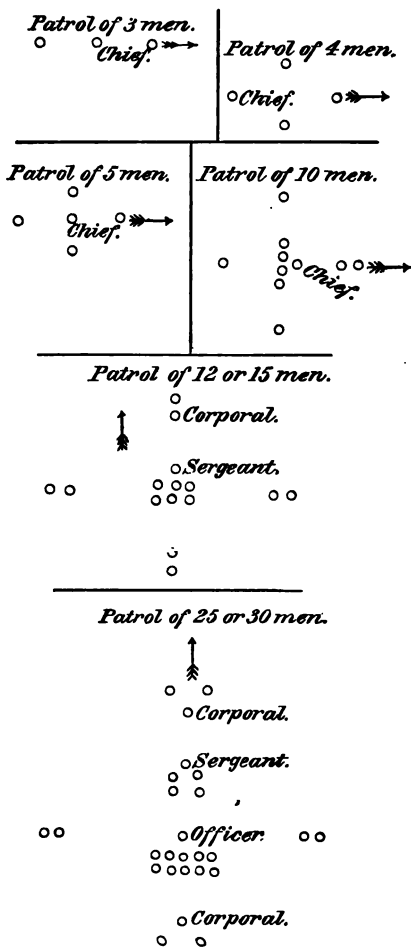 Patrol of 3 men.
Chief.
Patrol of 4 men.
Chief.
Patrol of 5 men.
Chief.
Patrol of 10 men.
Chief.
Patrol of 12 or 15 men.
Corporal.
Sergeant.
Patrol of 25 or 30 men.
Corporal.
Sergeant.
Officer.
Corporal.